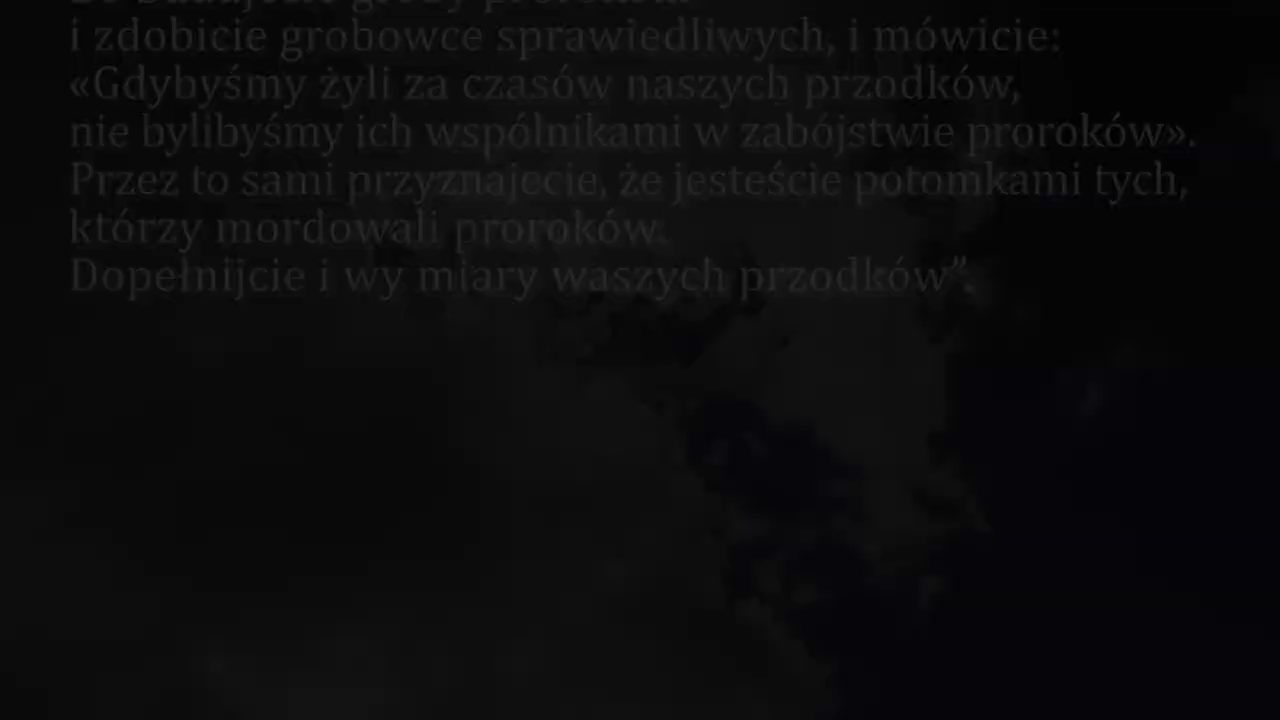 i zdobicie grobowce sprawiedliwych, i mówicie:
«Gdybyśmy żyli za czasów naszych przodków,
nie bylibyśmy ich wspólnikami w zabójstwie proroków».
Przez to sami przyznajecie, że jesteście potomkami tych,
którzy mordowali proroków.
Dopełnijcie i wy miary waszych przodków”.